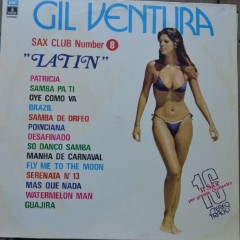 GIL VENTURA
SAX CLUB Number 8
"LATIN"
PATRICIA
SAMBA PA TI
OYE COMO VA
BRAZIL
SAMBA DE ORFEO
POINCIANA
DESAFINADO
SO DANÇO SAMBA
MANHA DE CARNAVAL
FLY ME TO THE MOON
SERENATA N° 13
MAS QUE NADA
WATERMELON MAN
GUAJIRA
16
STEREO